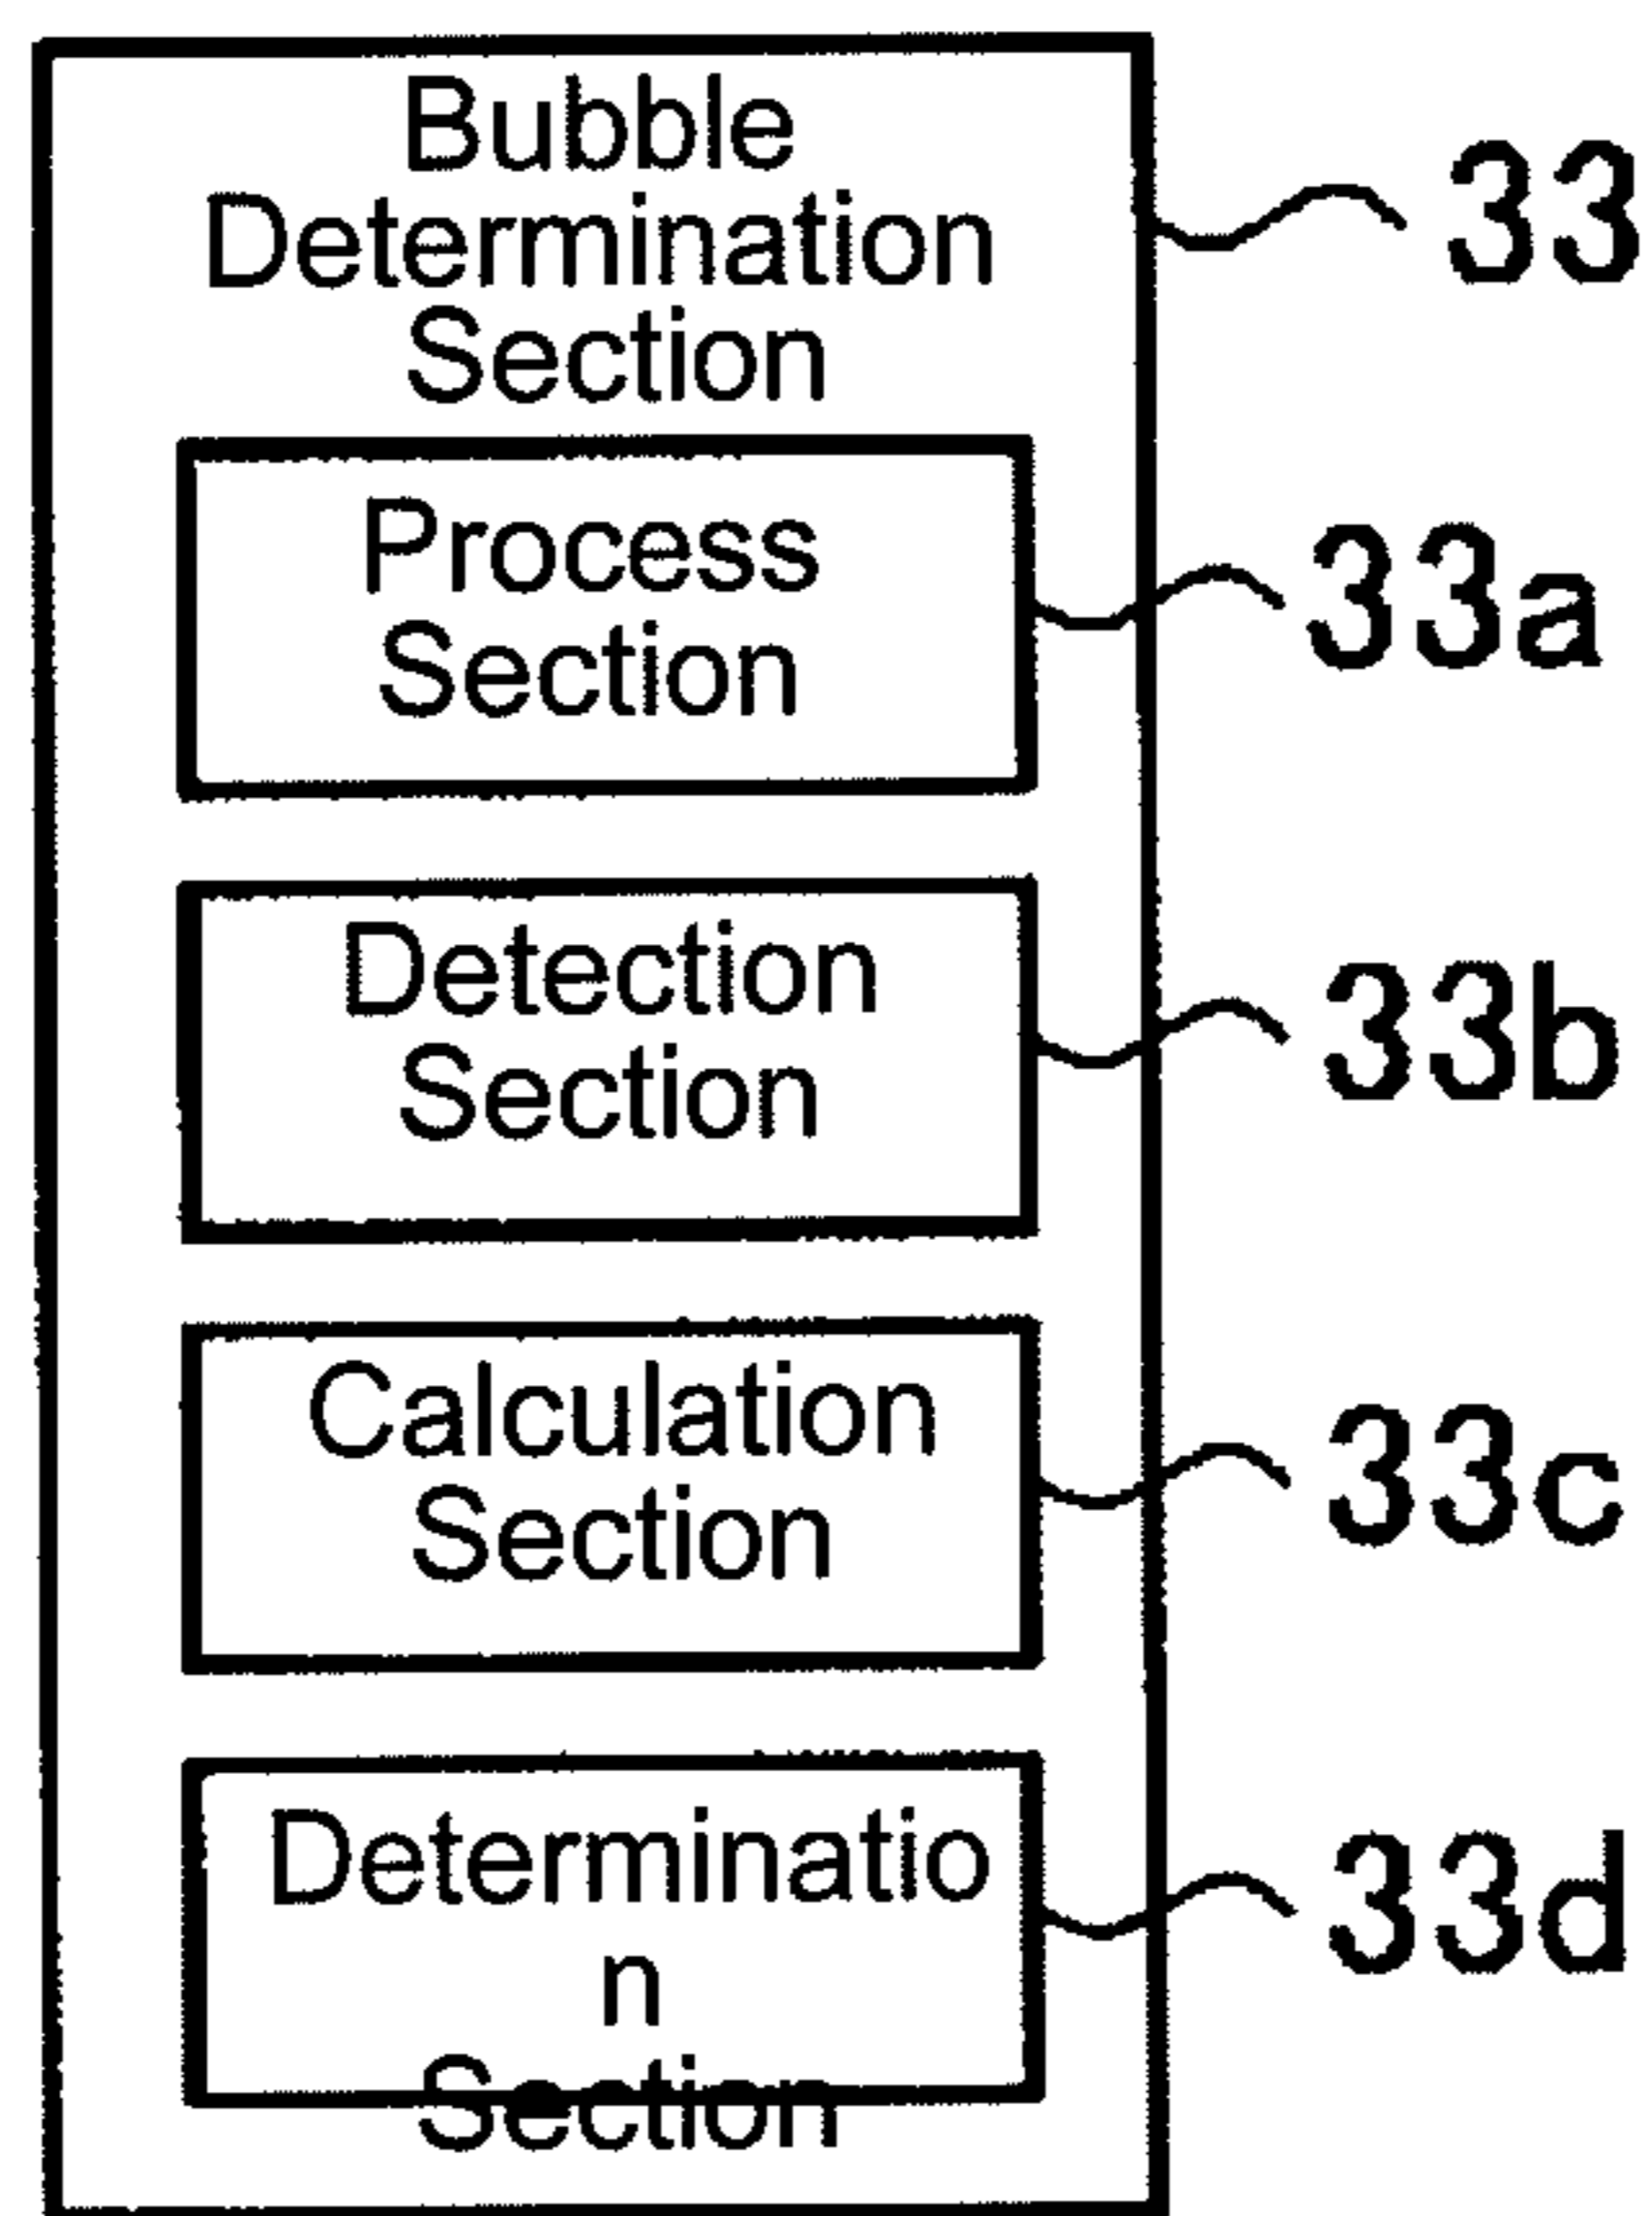 Bubble
Determination
Section
33
Process
Section
33a
Detection
Section
33b
Calculation
Section
33c
Determinatio
n
Section
33d